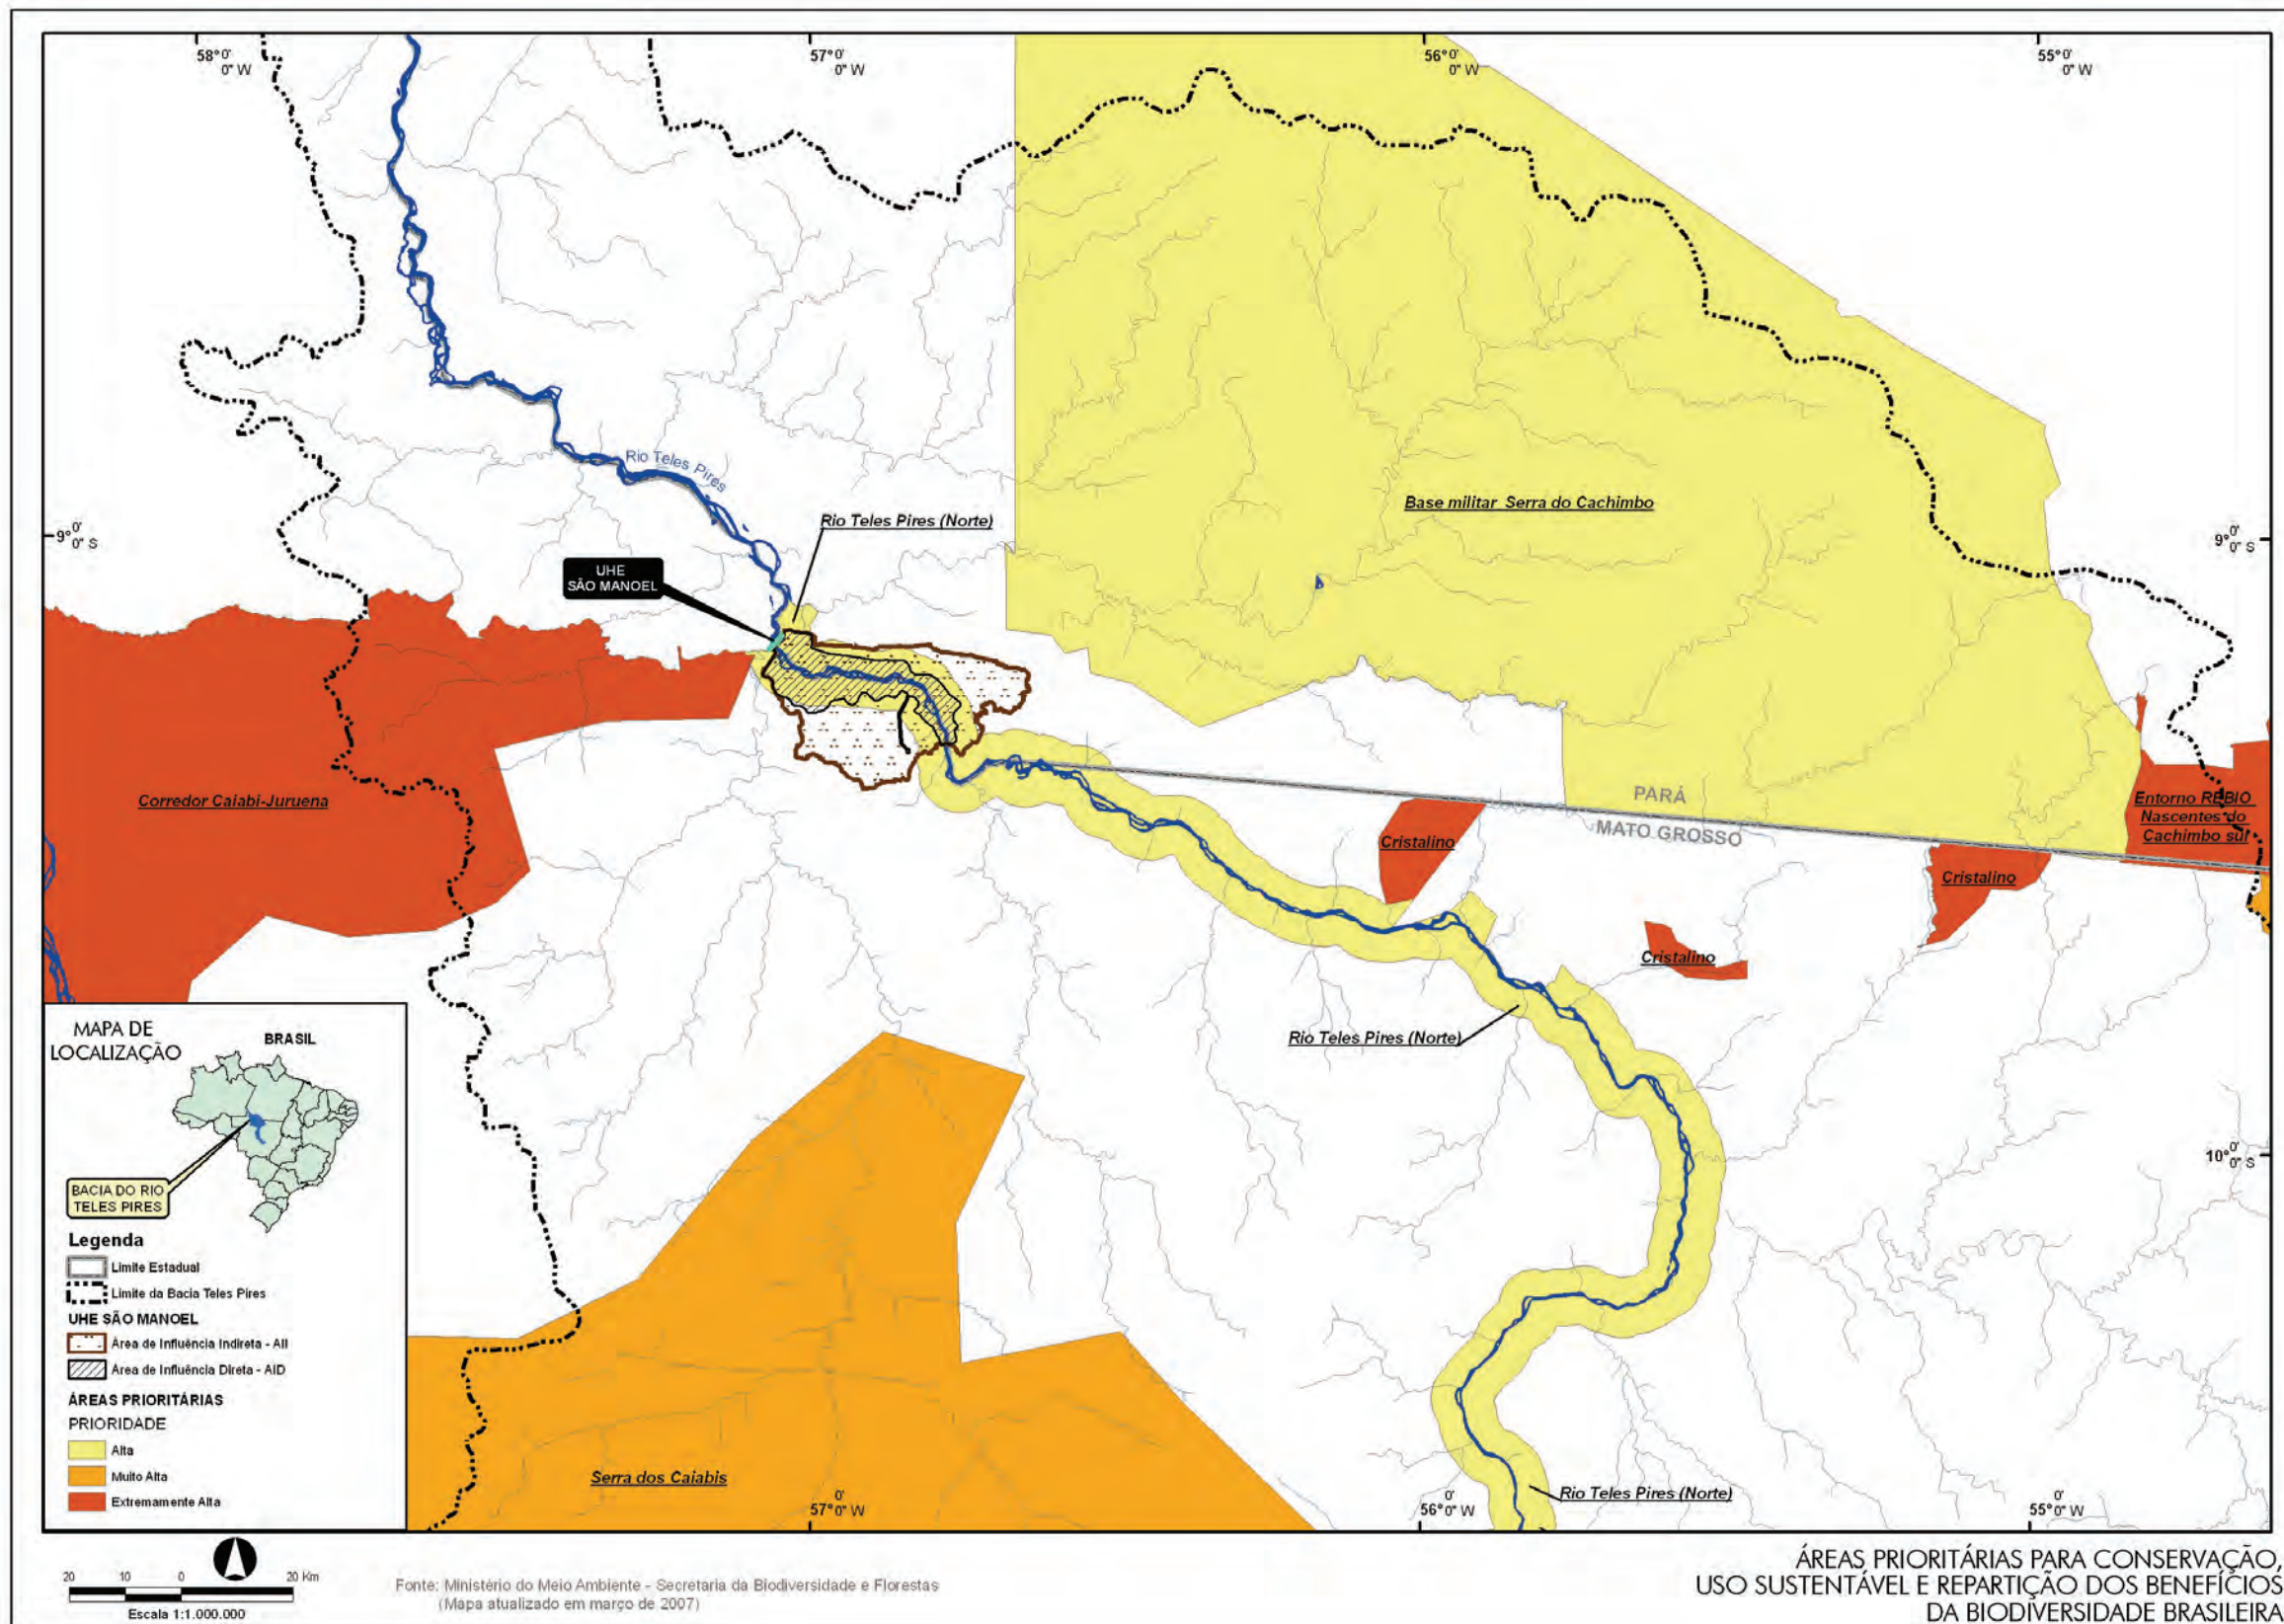 58° 0' 0" W
57° 0' 0" W
56° 0' 0" W
55° 0' 0" W
Rio Teles Pires
Base militar Serra do Cachimbo
Rio Teles Pires (Norte)
9° 0' 0" S
9° 0' 0" S
UHE
SÃO MANOEL
Corredor Caiabi-Juruena
PARÁ
MATO GROSSO
Entorno REBIO
Nascentes do
Cachimbo sul
Cristalino
Cristalino
Cristalino
Rio Teles Pires (Norte)
10° 0' 0" S
MAPA DE
LOCALIZAÇÃO
BRASIL
BACIA DO RIO
TELES PIRES
Legenda
Limite Estadual
Limite da Bacia Teles Pires
UHE SÃO MANOEL
Área de Influência Indireta - AII
Área de Influência Direta - AID
ÁREAS PRIORITÁRIAS
PRIORIDADE
Alta
Muito Alta
Extremamente Alta
Serra dos Caiabis
Rio Teles Pires (Norte)
57° 0' 0" W
56° 0' 0" W
55° 0' 0" W
20 10 0 20 Km
Escala 1:1.000.000
Fonte: Ministério do Meio Ambiente - Secretaria da Biodiversidade e Florestas
(Mapa atualizado em março de 2007)
ÁREAS PRIORITÁRIAS PARA CONSERVAÇÃO,
USO SUSTENTÁVEL E REPARTIÇÃO DOS BENEFÍCIOS
DA BIODIVERSIDADE BRASILEIRA